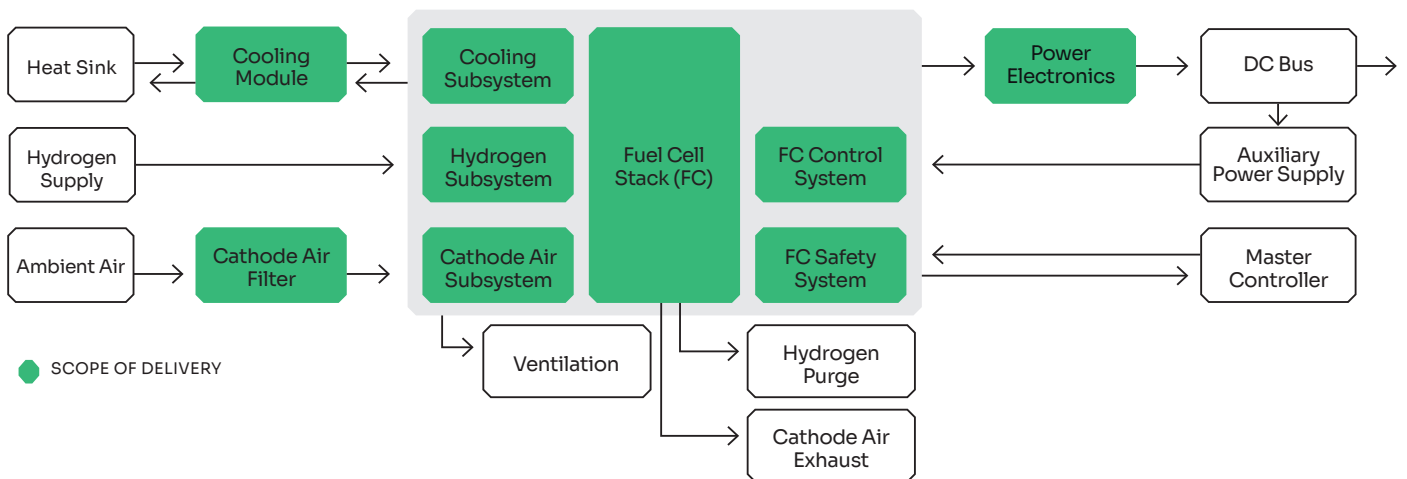 Heat Sink
Cooling
Module
Cooling
Subsystem
Fuel Cell
Stack (FC)
Power
Electronics
DC Bus
Hydrogen
Supply
Hydrogen
Subsystem
FC Control
System
Auxiliary
Power Supply
Ambient Air
Cathode Air
Filter
Cathode Air
Subsystem
FC Safety
System
Master
Controller
Ventilation
Hydrogen
Purge
SCOPE OF DELIVERY
Cathode Air
Exhaust